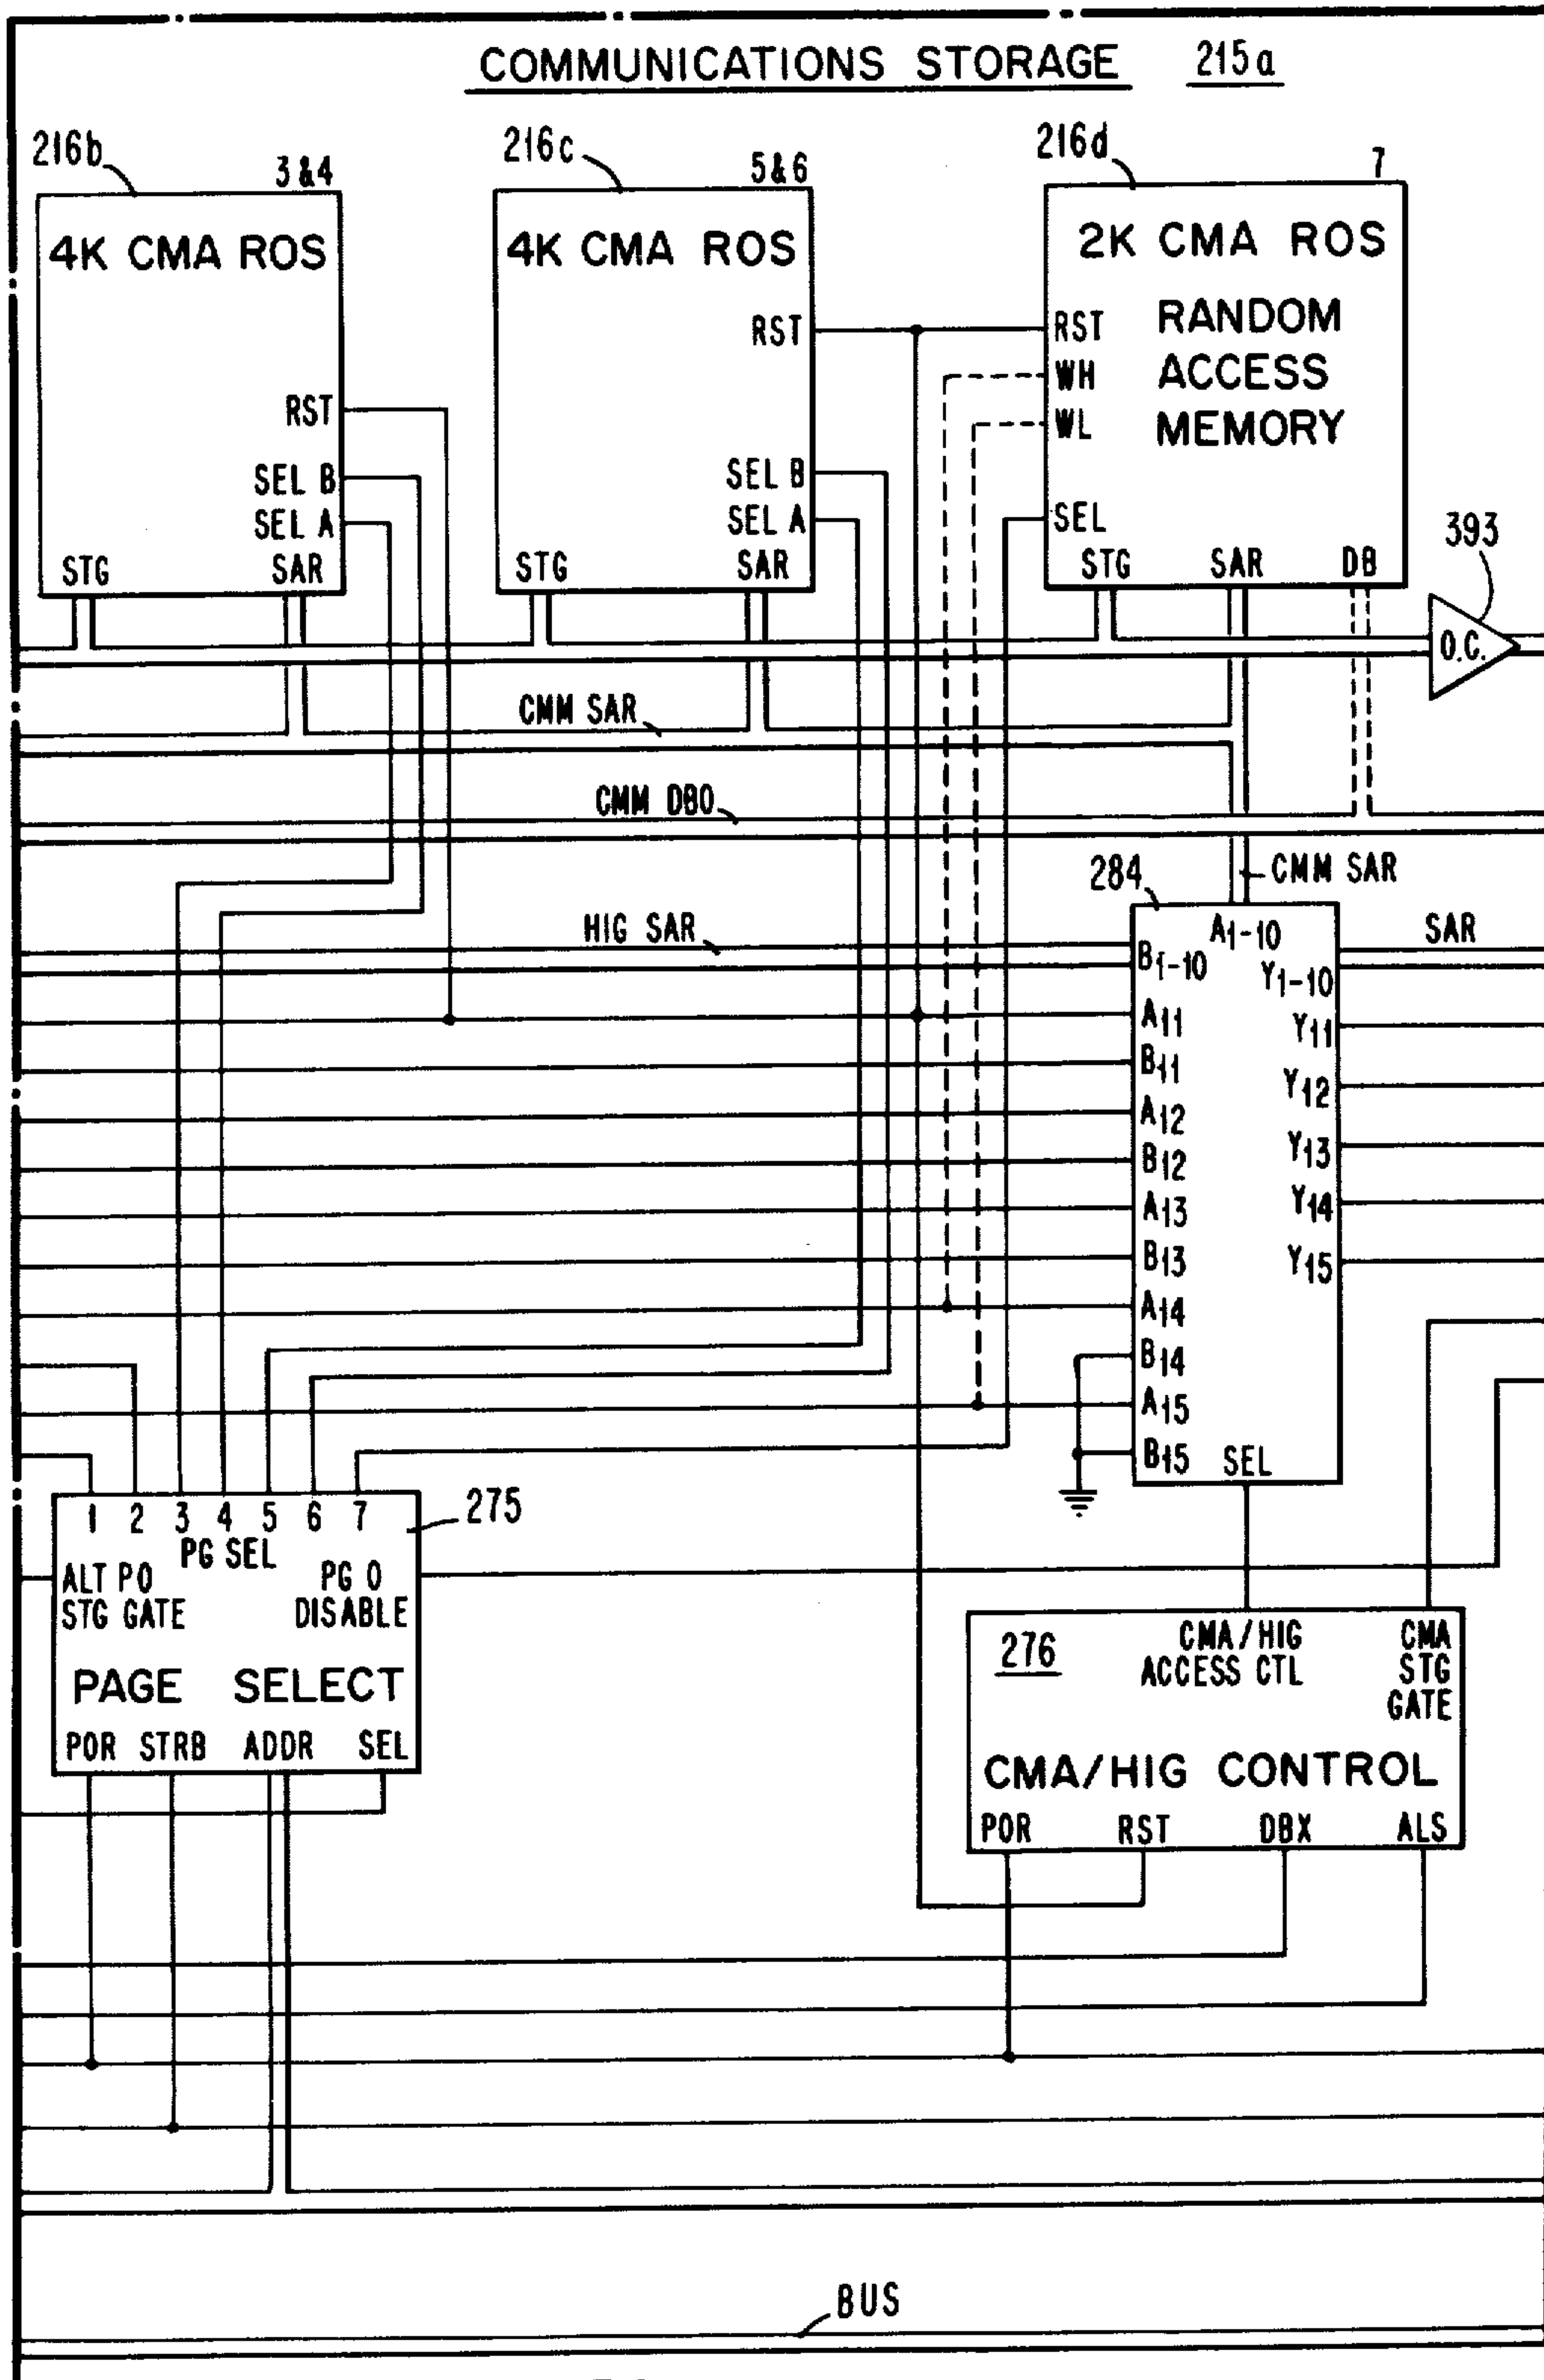 COMMUNICATIONS STORAGE 215a
216b
3&4
4K CMA ROS
RST
SEL B
SEL A
STG
SAR
216c
5&6
4K CMA ROS
RST
SEL B
SEL A
STG
SAR
216d
7
2K CMA ROS
RANDOM
ACCESS
MEMORY
RST
WH
WL
SEL
STG
SAR
DB
393
O.C.
CMM SAR
CMM DBO
CMM SAR
HIG SAR
284
A1-10
B1-10
A11
B11
A12
B12
A13
B13
A14
B14
A15
B15
SEL
SAR
Y1-10
Y11
Y12
Y13
Y14
Y15
275
1 2 3 4 5 6 7
PG SEL
ALT PO
STG GATE
PG 0
DISABLE
PAGE SELECT
POR STRB ADDR SEL
276
CMA/HIG
ACCESS CTL
CMA
STG
GATE
CMA/HIG CONTROL
POR RST DBX ALS
BUS